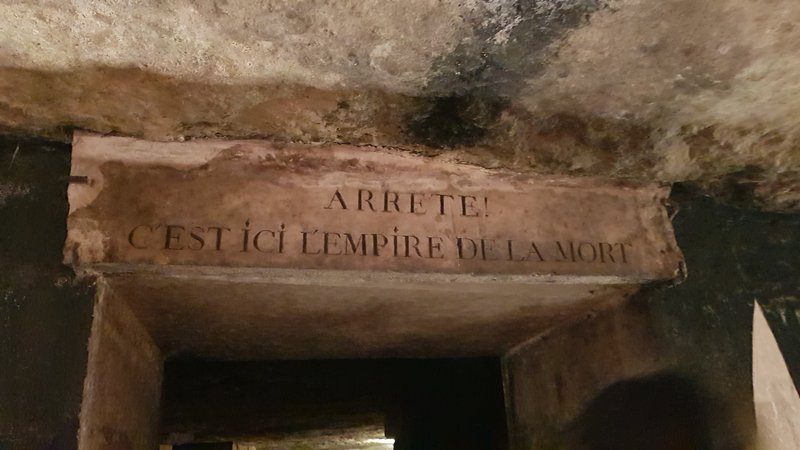 ARRETE!
C'EST ICI L'EMPIRE DE LA MORT